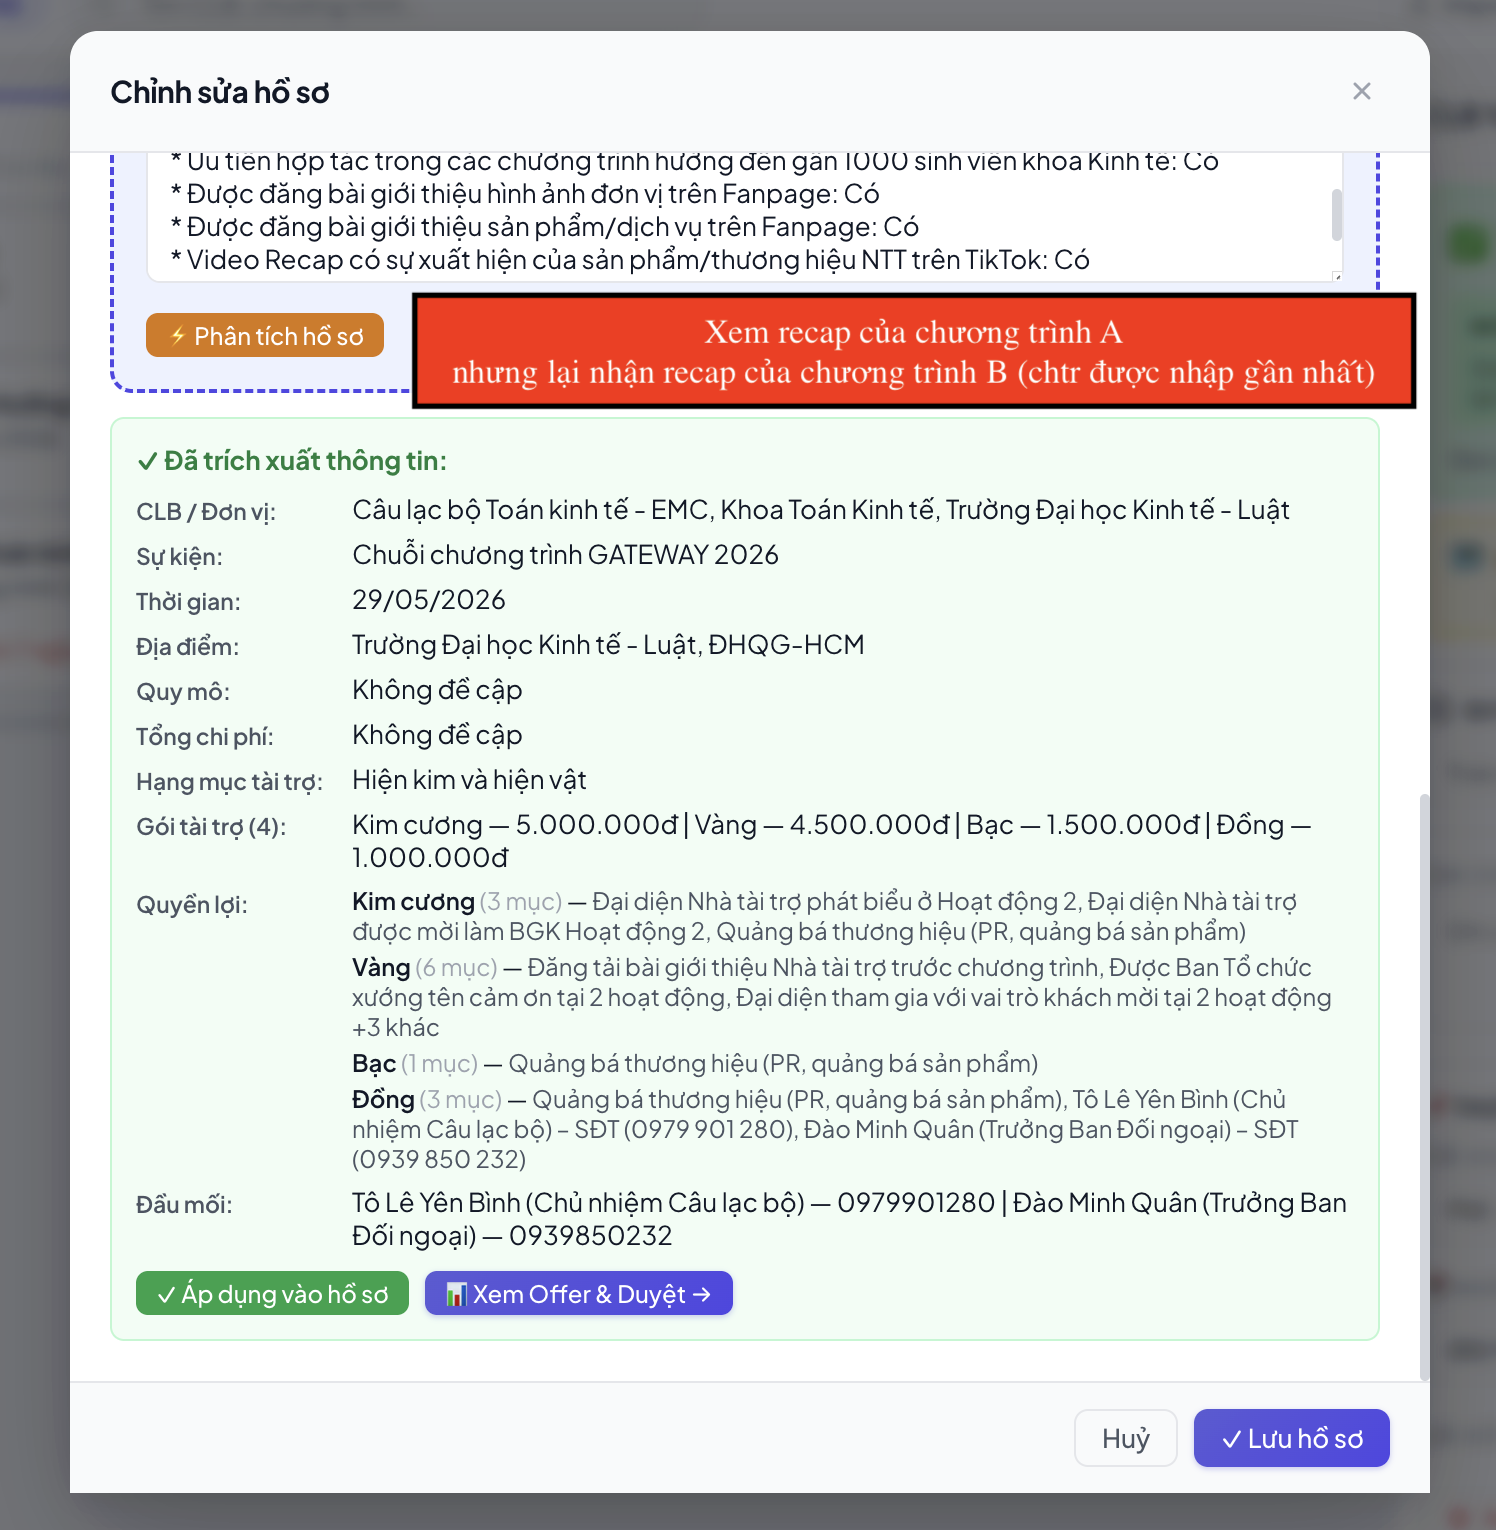 Chỉnh sửa hồ sơ
* Ưu tiên hợp tác trong các chương trình hướng đến gần 1000 sinh viên khoa Kinh tế: Có
* Được đăng bài giới thiệu hình ảnh đơn vị trên Fanpage: Có
* Được đăng bài giới thiệu sản phẩm/dịch vụ trên Fanpage: Có
* Video Recap có sự xuất hiện của sản phẩm/thương hiệu NTT trên TikTok: Có
⚡ Phân tích hồ sơ
Xem recap của chương trình A
nhưng lại nhận recap của chương trình B (chtr được nhập gần nhất)
✓ Đã trích xuất thông tin:
CLB / Đơn vị: Câu lạc bộ Toán kinh tế - EMC, Khoa Toán Kinh tế, Trường Đại học Kinh tế - Luật
Sự kiện: Chuỗi chương trình GATEWAY 2026
Thời gian: 29/05/2026
Địa điểm: Trường Đại học Kinh tế - Luật, ĐHQG-HCM
Quy mô: Không đề cập
Tổng chi phí: Không đề cập
Hạng mục tài trợ: Hiện kim và hiện vật
Gói tài trợ (4): Kim cương — 5.000.000đ | Vàng — 4.500.000đ | Bạc — 1.500.000đ | Đồng —
1.000.000đ
Quyền lợi: Kim cương (3 mục) — Đại diện Nhà tài trợ phát biểu ở Hoạt động 2, Đại diện Nhà tài trợ
được mời làm BGK Hoạt động 2, Quảng bá thương hiệu (PR, quảng bá sản phẩm)
Vàng (6 mục) — Đăng tải bài giới thiệu Nhà tài trợ trước chương trình, Được Ban Tổ chức
xướng tên cảm ơn tại 2 hoạt động, Đại diện tham gia với vai trò khách mời tại 2 hoạt động
+3 khác
Bạc (1 mục) — Quảng bá thương hiệu (PR, quảng bá sản phẩm)
Đồng (3 mục) — Quảng bá thương hiệu (PR, quảng bá sản phẩm), Tô Lê Yên Bình (Chủ
nhiệm Câu lạc bộ) – SĐT (0979 901 280), Đào Minh Quân (Trưởng Ban Đối ngoại) – SĐT
(0939 850 232)
Đầu mối: Tô Lê Yên Bình (Chủ nhiệm Câu lạc bộ) — 0979901280 | Đào Minh Quân (Trưởng Ban
Đối ngoại) — 0939850232
✓ Áp dụng vào hồ sơ
📊 Xem Offer & Duyệt →
Huỷ
✓ Lưu hồ sơ